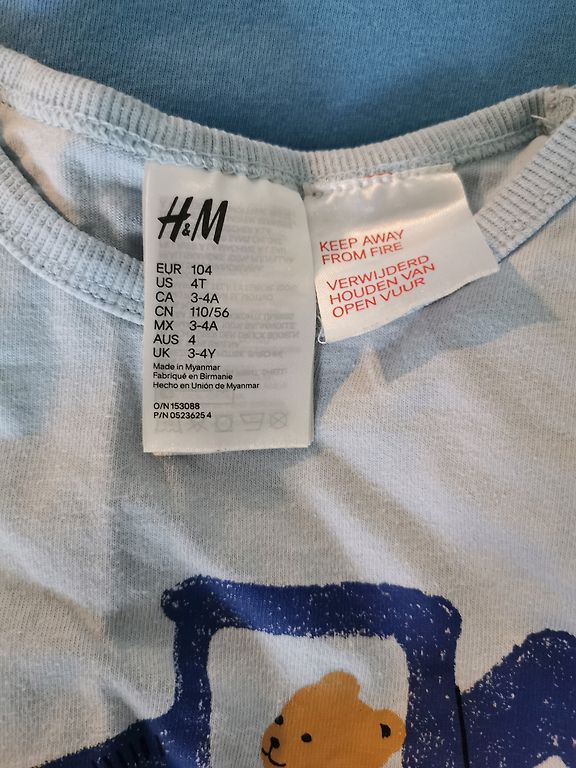 H&M
EUR 104
US 4T
CA 3-4A
CN 110/56
MX 3-4A
AUS 4
UK 3-4Y
Made in Myanmar
Fabriqué en Birmanie
Hecho en Unión de Myanmar
O/N 153088
P/N 0523625 4
KEEP AWAY
FROM FIRE
VERWIJDERD
HOUDEN VAN
OPEN VUUR